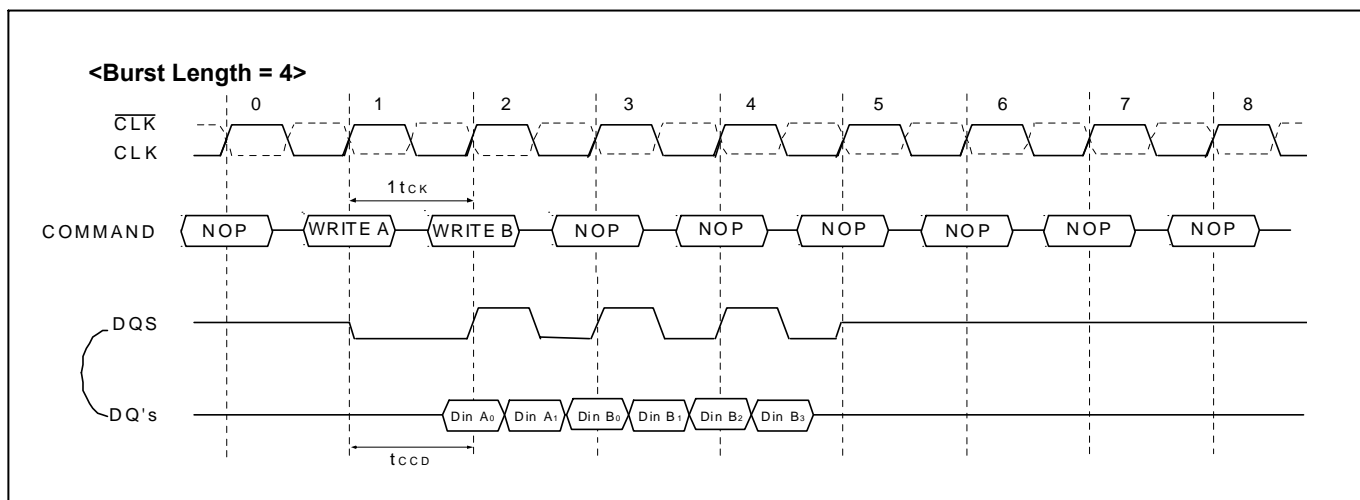 <Burst Length = 4>
0 1 2 3 4 5 6 7 8
CLK
CLK
1tCK
COMMAND NOP WRITE A WRITE B NOP NOP NOP NOP NOP NOP
DQS
DQ's Din A0 Din A1 Din B0 Din B1 Din B2 Din B3
tCCD